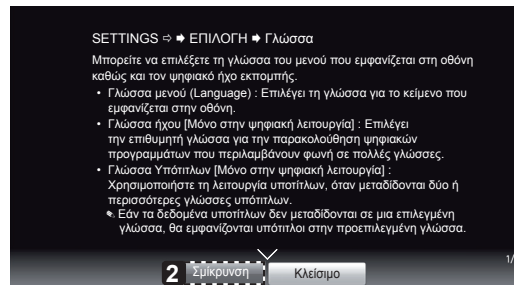 SETTINGS ⇨ ➡ ΕΠΙΛΟΓΗ ➡ Γλώσσα
Μπορείτε να επιλέξετε τη γλώσσα του μενού που εμφανίζεται στη οθόνη
καθώς και τον ψηφιακό ήχο εκπομπής.
• Γλώσσα μενού (Language) : Επιλέγει τη γλώσσα για το κείμενο που
εμφανίζεται στην οθόνη.
• Γλώσσα ήχου [Μόνο στην ψηφιακή λειτουργία] : Επιλέγει
την επιθυμητή γλώσσα για την παρακολούθηση ψηφιακών
προγραμμάτων που περιλαμβάνουν φωνή σε πολλές γλώσσες.
• Γλώσσα Υπότιτλων [Μόνο στην ψηφιακή λειτουργία] :
Χρησιμοποιήστε τη λειτουργία υποτίτλων, όταν μεταδίδονται δύο ή
περισσότερες γλώσσες υπότιτλων.
✎ Εάν τα δεδομένα υποτίτλων δεν μεταδίδονται σε μια επιλεγμένη
γλώσσα, θα εμφανίζονται υπότιτλοι στην προεπιλεγμένη γλώσσα.
1/
2 Σμίκρυνση Κλείσιμο